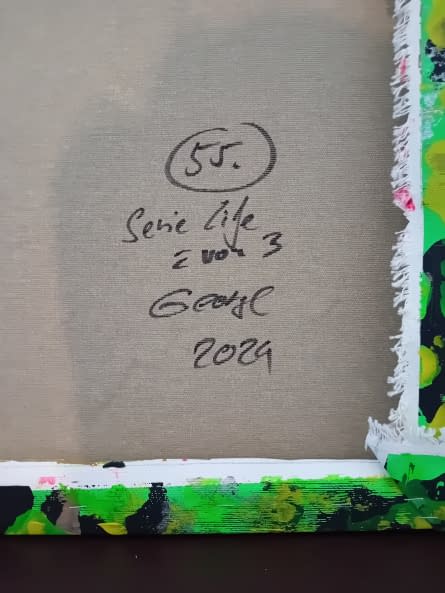 55.
Serie Life
2 von 3
George
2024